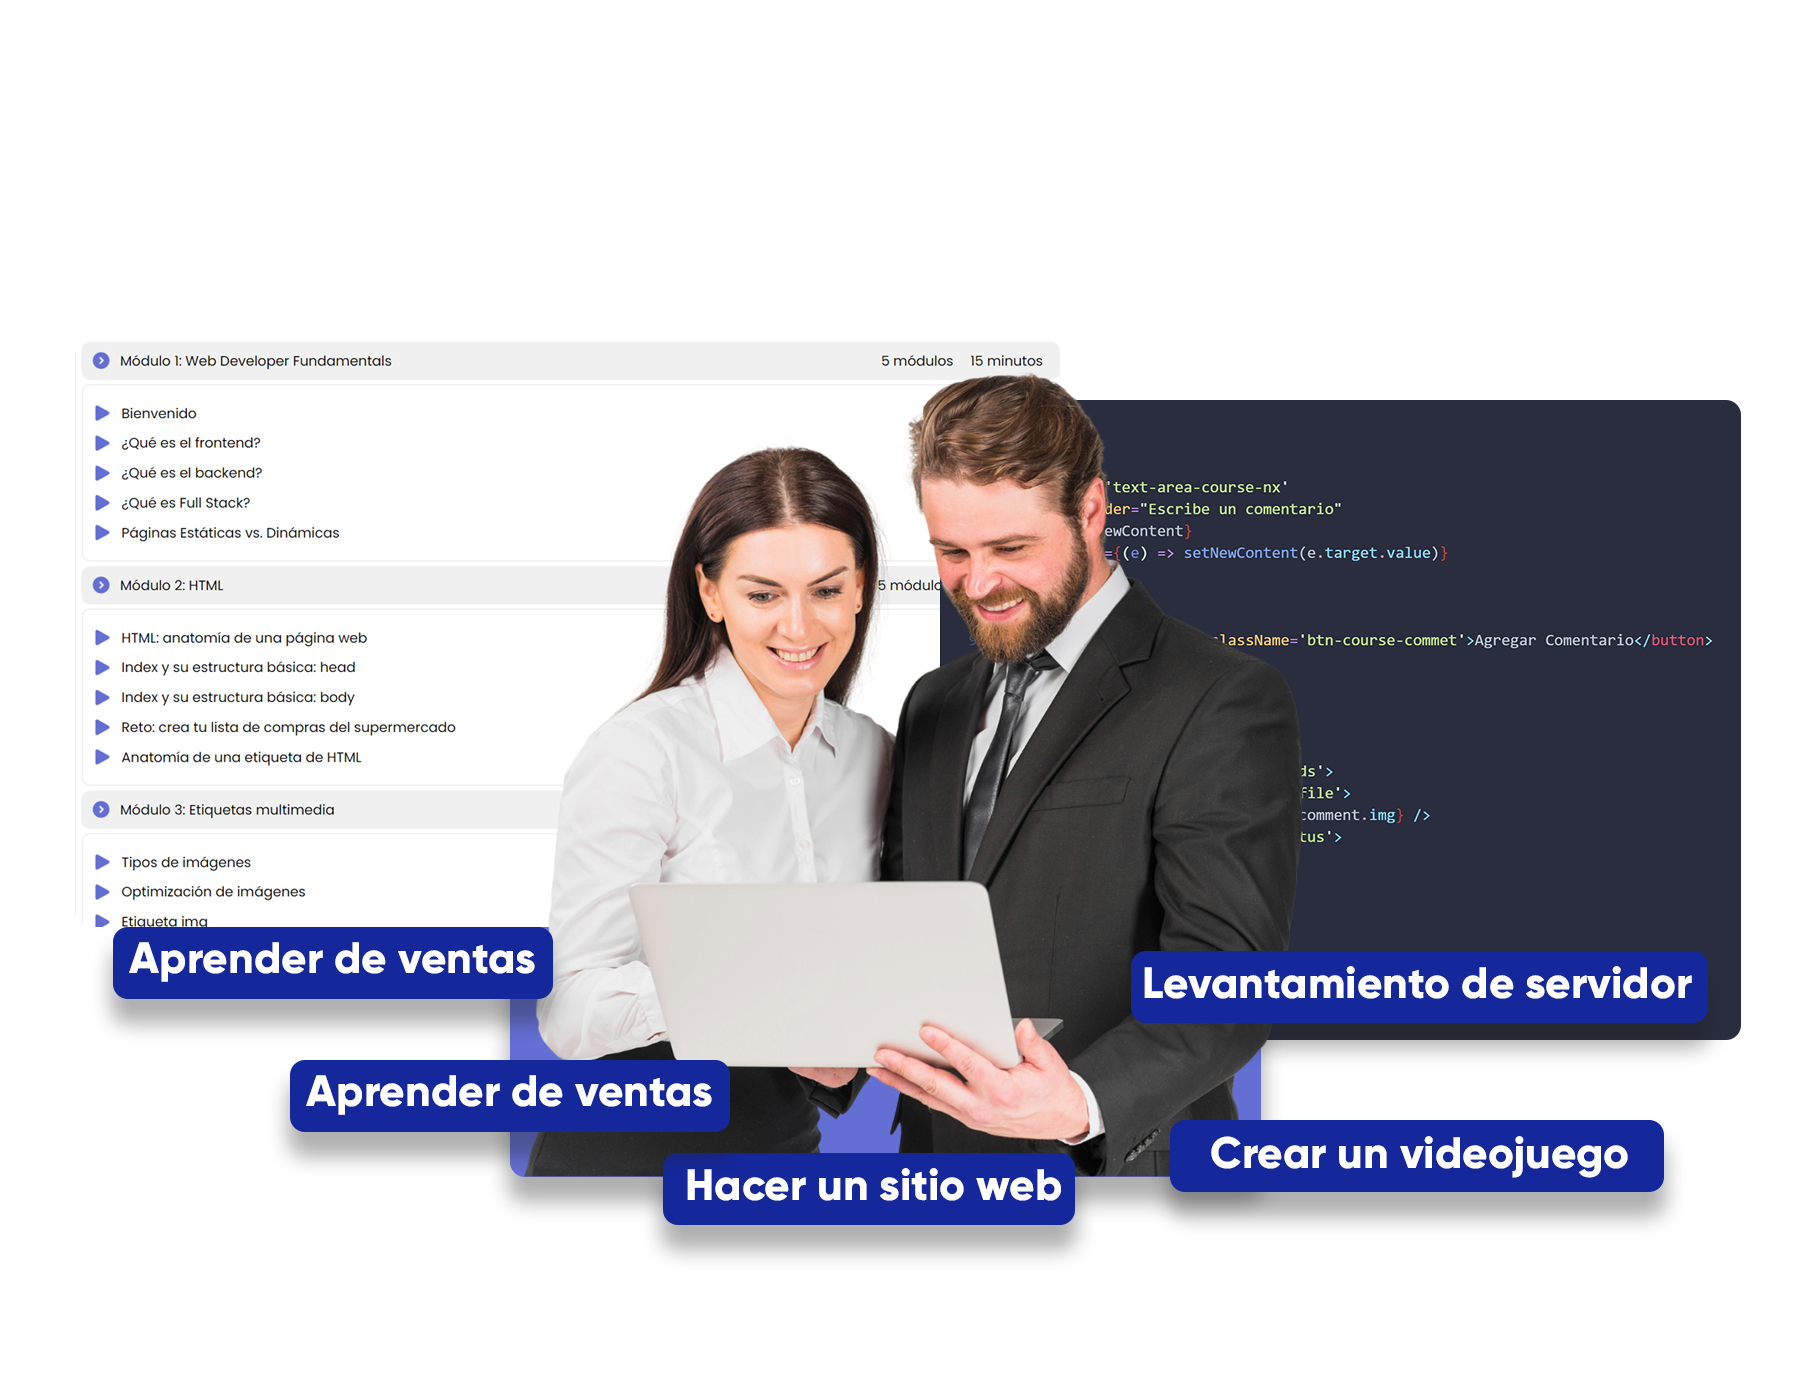 Módulo 1: Web Developer Fundamentals 5 módulos 15 minutos
Bienvenido
¿Qué es el frontend?
¿Qué es el backend?
¿Qué es Full Stack?
Páginas Estáticas vs. Dinámicas
Módulo 2: HTML 5 módulo
HTML: anatomía de una página web
Index y su estructura básica: head
Index y su estructura básica: body
Reto: crea tu lista de compras del supermercado
Anatomía de una etiqueta de HTML
Módulo 3: Etiquetas multimedia
Tipos de imágenes
Optimización de imágenes
Etiqueta img
'text-area-course-nx'
der="Escribe un comentario"
ewContent}
={(e) => setNewContent(e.target.value)}
className='btn-course-commet'>Agregar Comentario</button>
ds'>
file'>
comment.img} />
tus'>
Aprender de ventas
Levantamiento de servidor
Aprender de ventas
Crear un videojuego
Hacer un sitio web